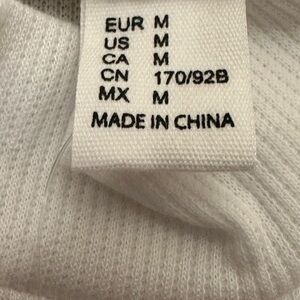 EUR M
US M
CA M
CN 170/92B
MX M
MADE IN CHINA